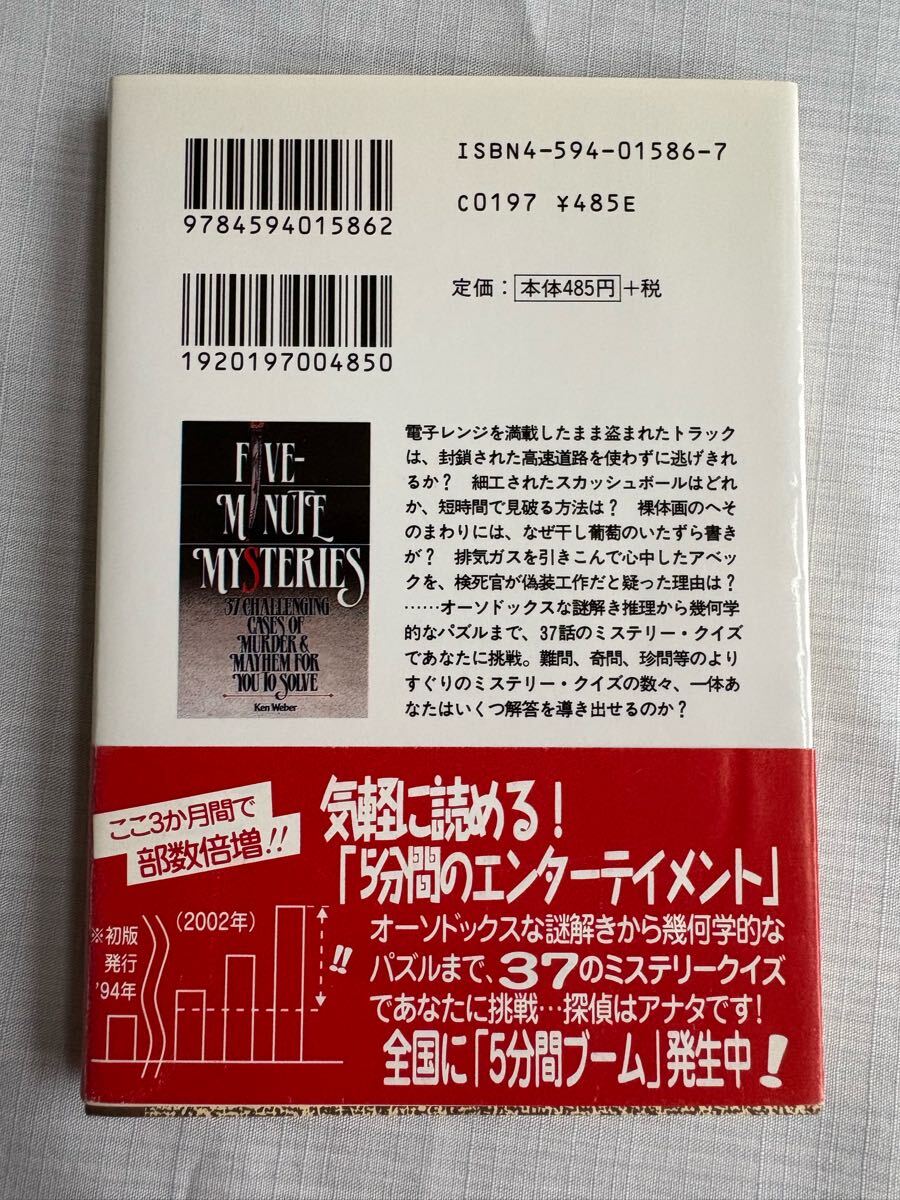 9784594015862
ISBN4-594-01586-7
C0197 ¥485E
1920197004850
定価：本体485円+税
FIVE-
MINUTE
MYSTERIES
37 CHALLENGING
CASES OF
MURDER &
MAYHEM FOR
YOU TO SOLVE
Ken Weber
電子レンジを満載したまま盗まれたトラック
は、封鎖された高速道路を使わずに逃げきれ
るか？　細工されたスカッシュボールはどれ
か、短時間で見破る方法は？　裸体画のへそ
のまわりには、なぜ干し葡萄のいたずら書き
が？　排気ガスを引きこんで心中したアベッ
クを、検死官が偽装工作だと疑った理由は？
……オーソドックスな謎解き推理から幾何学
的なパズルまで、37話のミステリー・クイズ
であなたに挑戦。難問、奇問、珍問等のより
すぐりのミステリー・クイズの数々、一体あ
なたはいくつ解答を導き出せるのか？
ここ3か月間で
部数倍増!!
※初版
発行
'94年
(2002年)
!!
気軽に読める！
「5分間のエンターテイメント」
オーソドックスな謎解きから幾何学的な
パズルまで、37のミステリークイズ
であなたに挑戦…探偵はアナタです!
全国に「5分間ブーム」発生中！